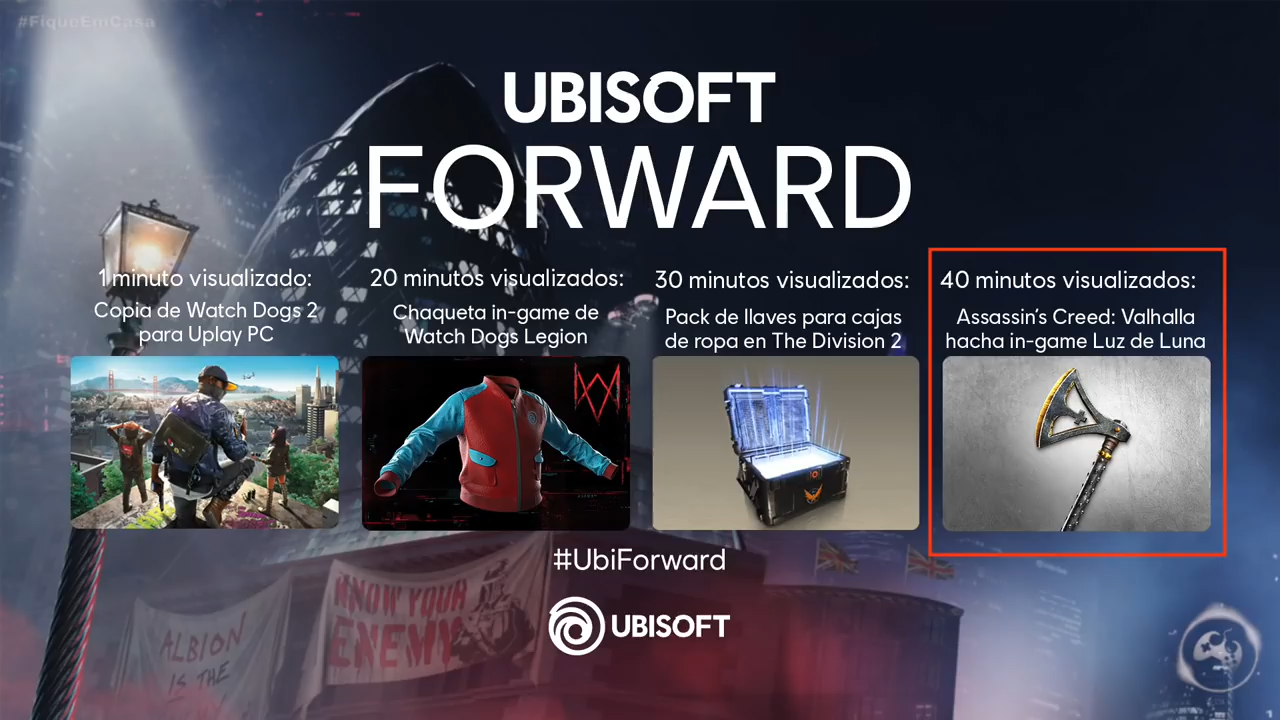 #FiqueEmCasa
UBISOFT
FORWARD
1 minuto visualizado:
Copia de Watch Dogs 2
para Uplay PC
20 minutos visualizados:
Chaqueta in-game de
Watch Dogs Legion
30 minutos visualizados:
Pack de llaves para cajas
de ropa en The Division 2
40 minutos visualizados:
Assassin's Creed: Valhalla
hacha in-game Luz de Luna
#UbiForward
UBISOFT
KNOW YOUR
ENEMY
ALBION
IS THE